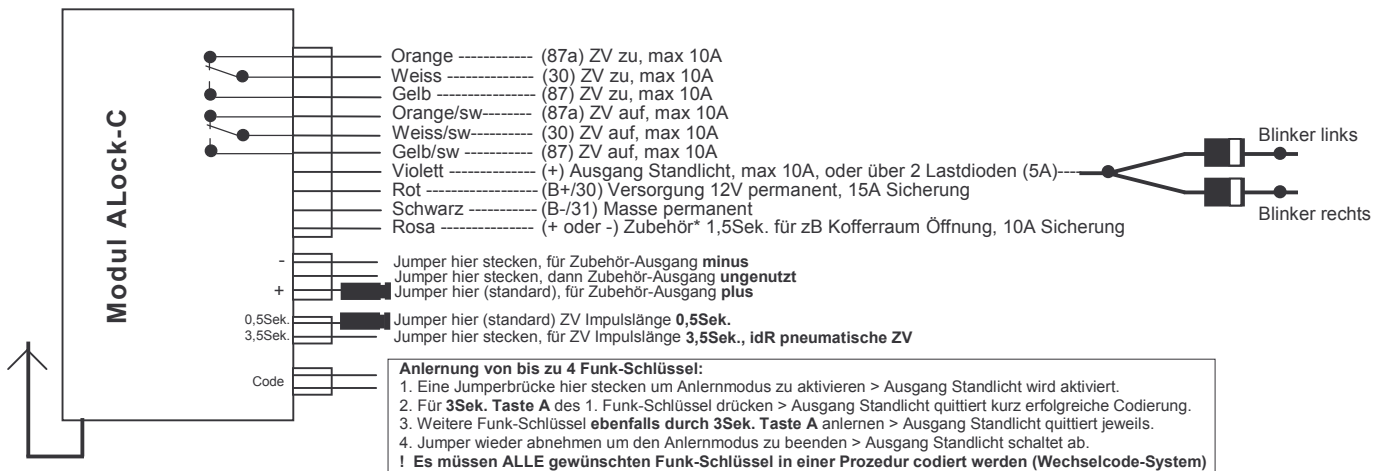 Modul ALock-C
Orange ------------ (87a) ZV zu, max 10A
Weiss -------------- (30) ZV zu, max 10A
Gelb ---------------- (87) ZV zu, max 10A
Orange/sw-------- (87a) ZV auf, max 10A
Weiss/sw---------- (30) ZV auf, max 10A
Gelb/sw ------------ (87) ZV auf, max 10A
Violett -------------- (+) Ausgang Standlicht, max 10A, oder über 2 Lastdioden (5A)----
Rot ------------------ (B+/30) Versorgung 12V permanent, 15A Sicherung
Schwarz ----------- (B-/31) Masse permanent
Rosa --------------- (+ oder -) Zubehör* 1,5Sek. für zB Kofferraum Öffnung, 10A Sicherung
Blinker links
Blinker rechts
- Jumper hier stecken, für Zubehör-Ausgang minus
Jumper hier stecken, dann Zubehör-Ausgang ungenutzt
+ Jumper hier (standard), für Zubehör-Ausgang plus
0,5Sek. Jumper hier (standard) ZV Impulslänge 0,5Sek.
3,5Sek. Jumper hier stecken, für ZV Impulslänge 3,5Sek., idR pneumatische ZV
Code
Anlernung von bis zu 4 Funk-Schlüssel:
1. Eine Jumperbrücke hier stecken um Anlernmodus zu aktivieren > Ausgang Standlicht wird aktiviert.
2. Für 3Sek. Taste A des 1. Funk-Schlüssel drücken > Ausgang Standlicht quittiert kurz erfolgreiche Codierung.
3. Weitere Funk-Schlüssel ebenfalls durch 3Sek. Taste A anlernen > Ausgang Standlicht quittiert jeweils.
4. Jumper wieder abnehmen um den Anlernmodus zu beenden > Ausgang Standlicht schaltet ab.
! Es müssen ALLE gewünschten Funk-Schlüssel in einer Prozedur codiert werden (Wechselcode-System)